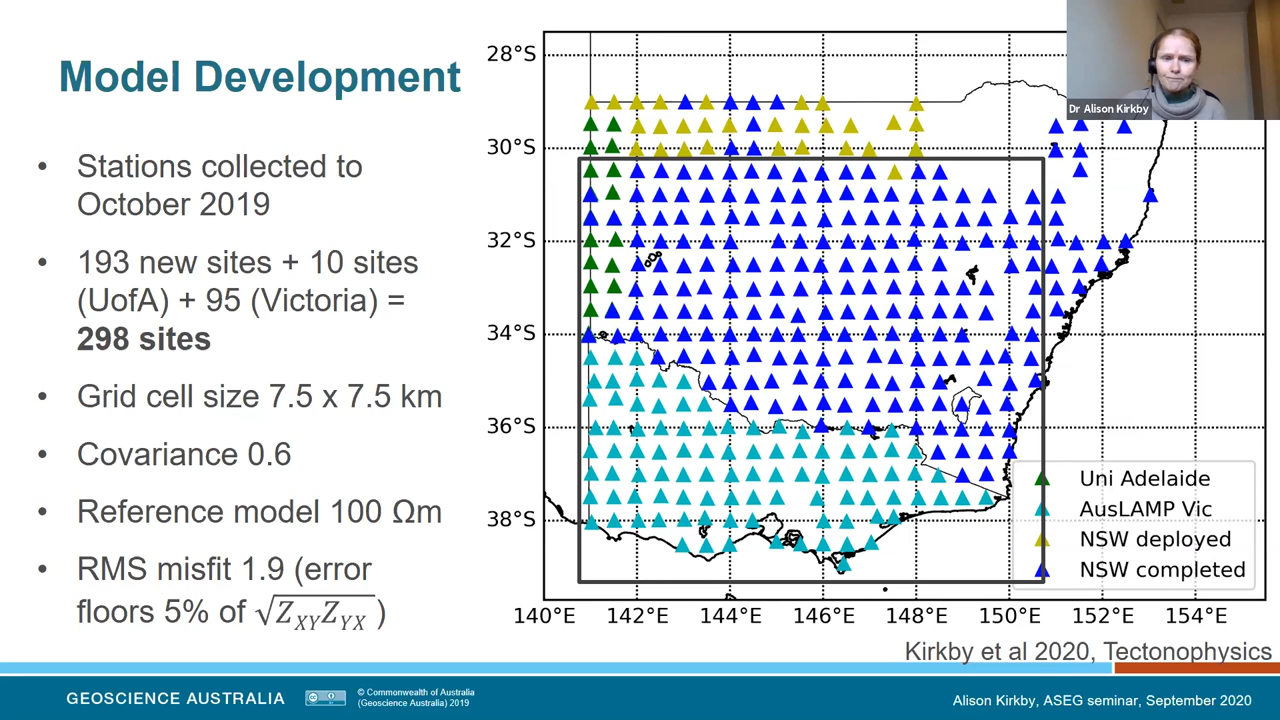 Model Development
• Stations collected to
October 2019
• 193 new sites + 10 sites
(UofA) + 95 (Victoria) =
298 sites
• Grid cell size 7.5 x 7.5 km
• Covariance 0.6
• Reference model 100 Ωm
• RMS misfit 1.9 (error
floors 5% of √Z_XY Z_YX )
28°S
30°S
32°S
34°S
36°S
38°S
140°E 142°E 144°E 146°E 148°E 150°E 152°E 154°E
Uni Adelaide
AusLAMP Vic
NSW deployed
NSW completed
Dr Alison Kirkby
Kirkby et al 2020, Tectonophysics
GEOSCIENCE AUSTRALIA
© Commonwealth of Australia
(Geoscience Australia) 2019
Alison Kirkby, ASEG seminar, September 2020